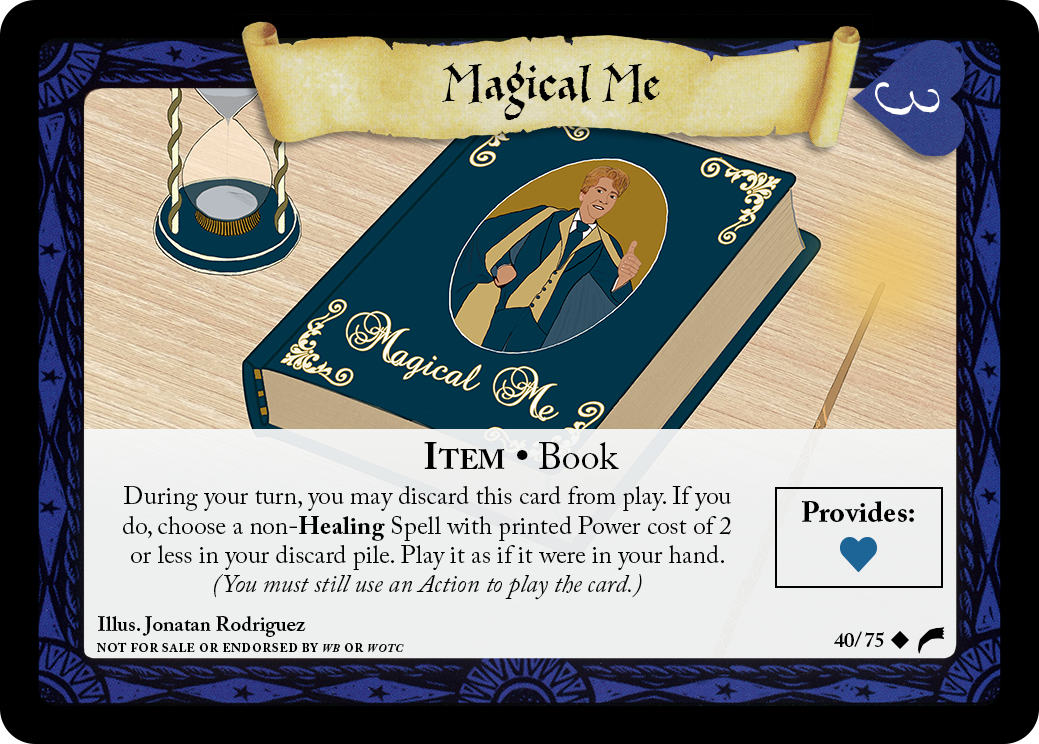 Magical Me
3
Magical Me
ITEM • Book
During your turn, you may discard this card from play. If you
do, choose a non-Healing Spell with printed Power cost of 2
or less in your discard pile. Play it as if it were in your hand.
(You must still use an Action to play the card.)
Provides:
Illus. Jonatan Rodriguez
NOT FOR SALE OR ENDORSED BY WB OR WOTC
40/75